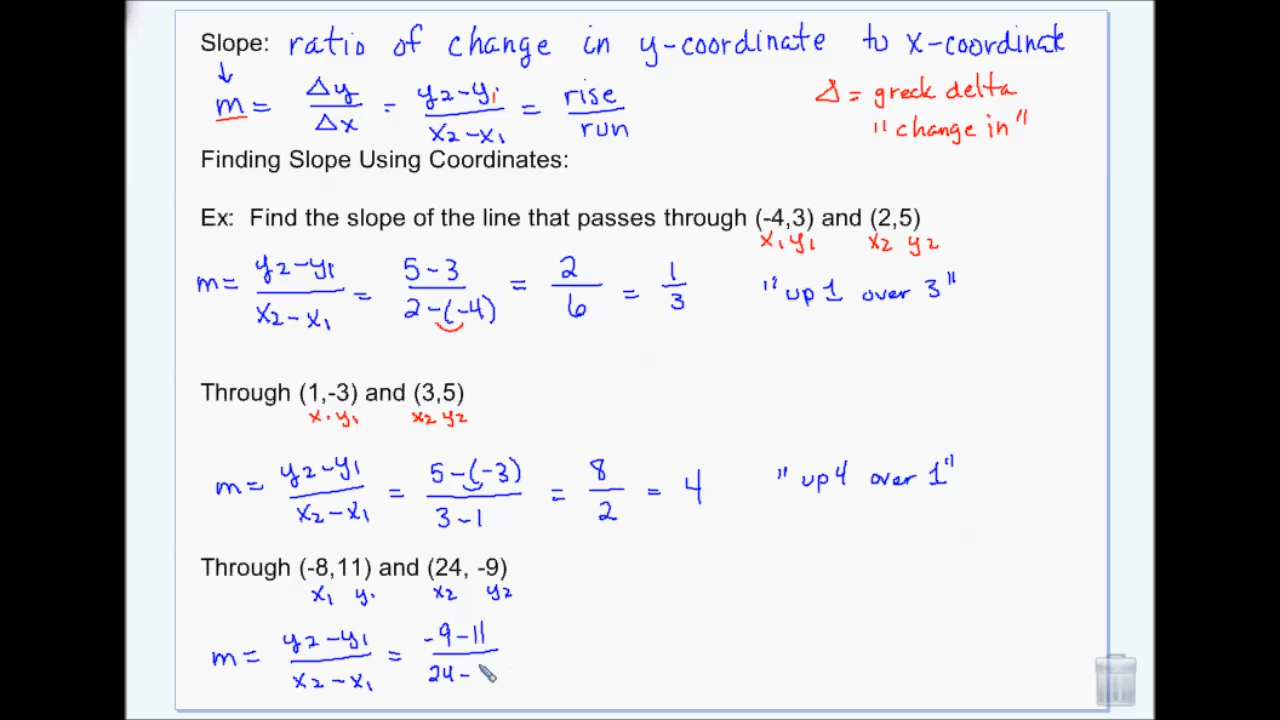 Slope: ratio of change in y-coordinate to x-coordinate
m = Δy/Δx = y2-y1/x2-x1 = rise/run
Δ = greek delta
"change in"
Finding Slope Using Coordinates:
Ex: Find the slope of the line that passes through (-4,3) and (2,5)
x1 y1 x2 y2
m = y2-y1/x2-x1 = 5-3/2-(-4) = 2/6 = 1/3 "up 1 over 3"
Through (1,-3) and (3,5)
x1 y1 x2 y2
m = y2-y1/x2-x1 = 5-(-3)/3-1 = 8/2 = 4 "up 4 over 1"
Through (-8,11) and (24, -9)
x1 y1 x2 y2
m = y2-y1/x2-x1 = -9-11/24-